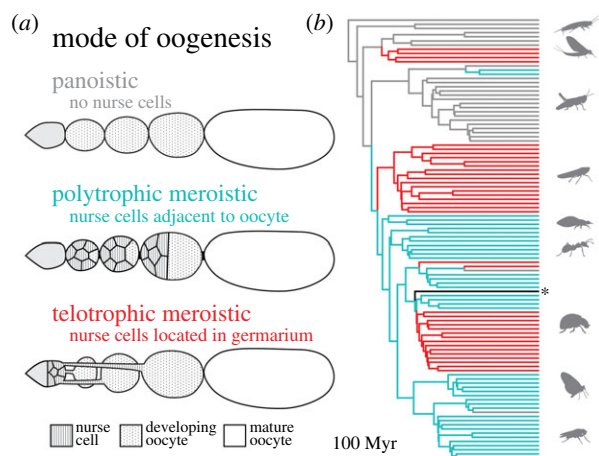 (a)
mode of oogenesis
panoistic
no nurse cells
polytrophic meroistic
nurse cells adjacent to oocyte
telotrophic meroistic
nurse cells located in germarium
nurse cell
developing oocyte
mature oocyte
(b)
*
100 Myr